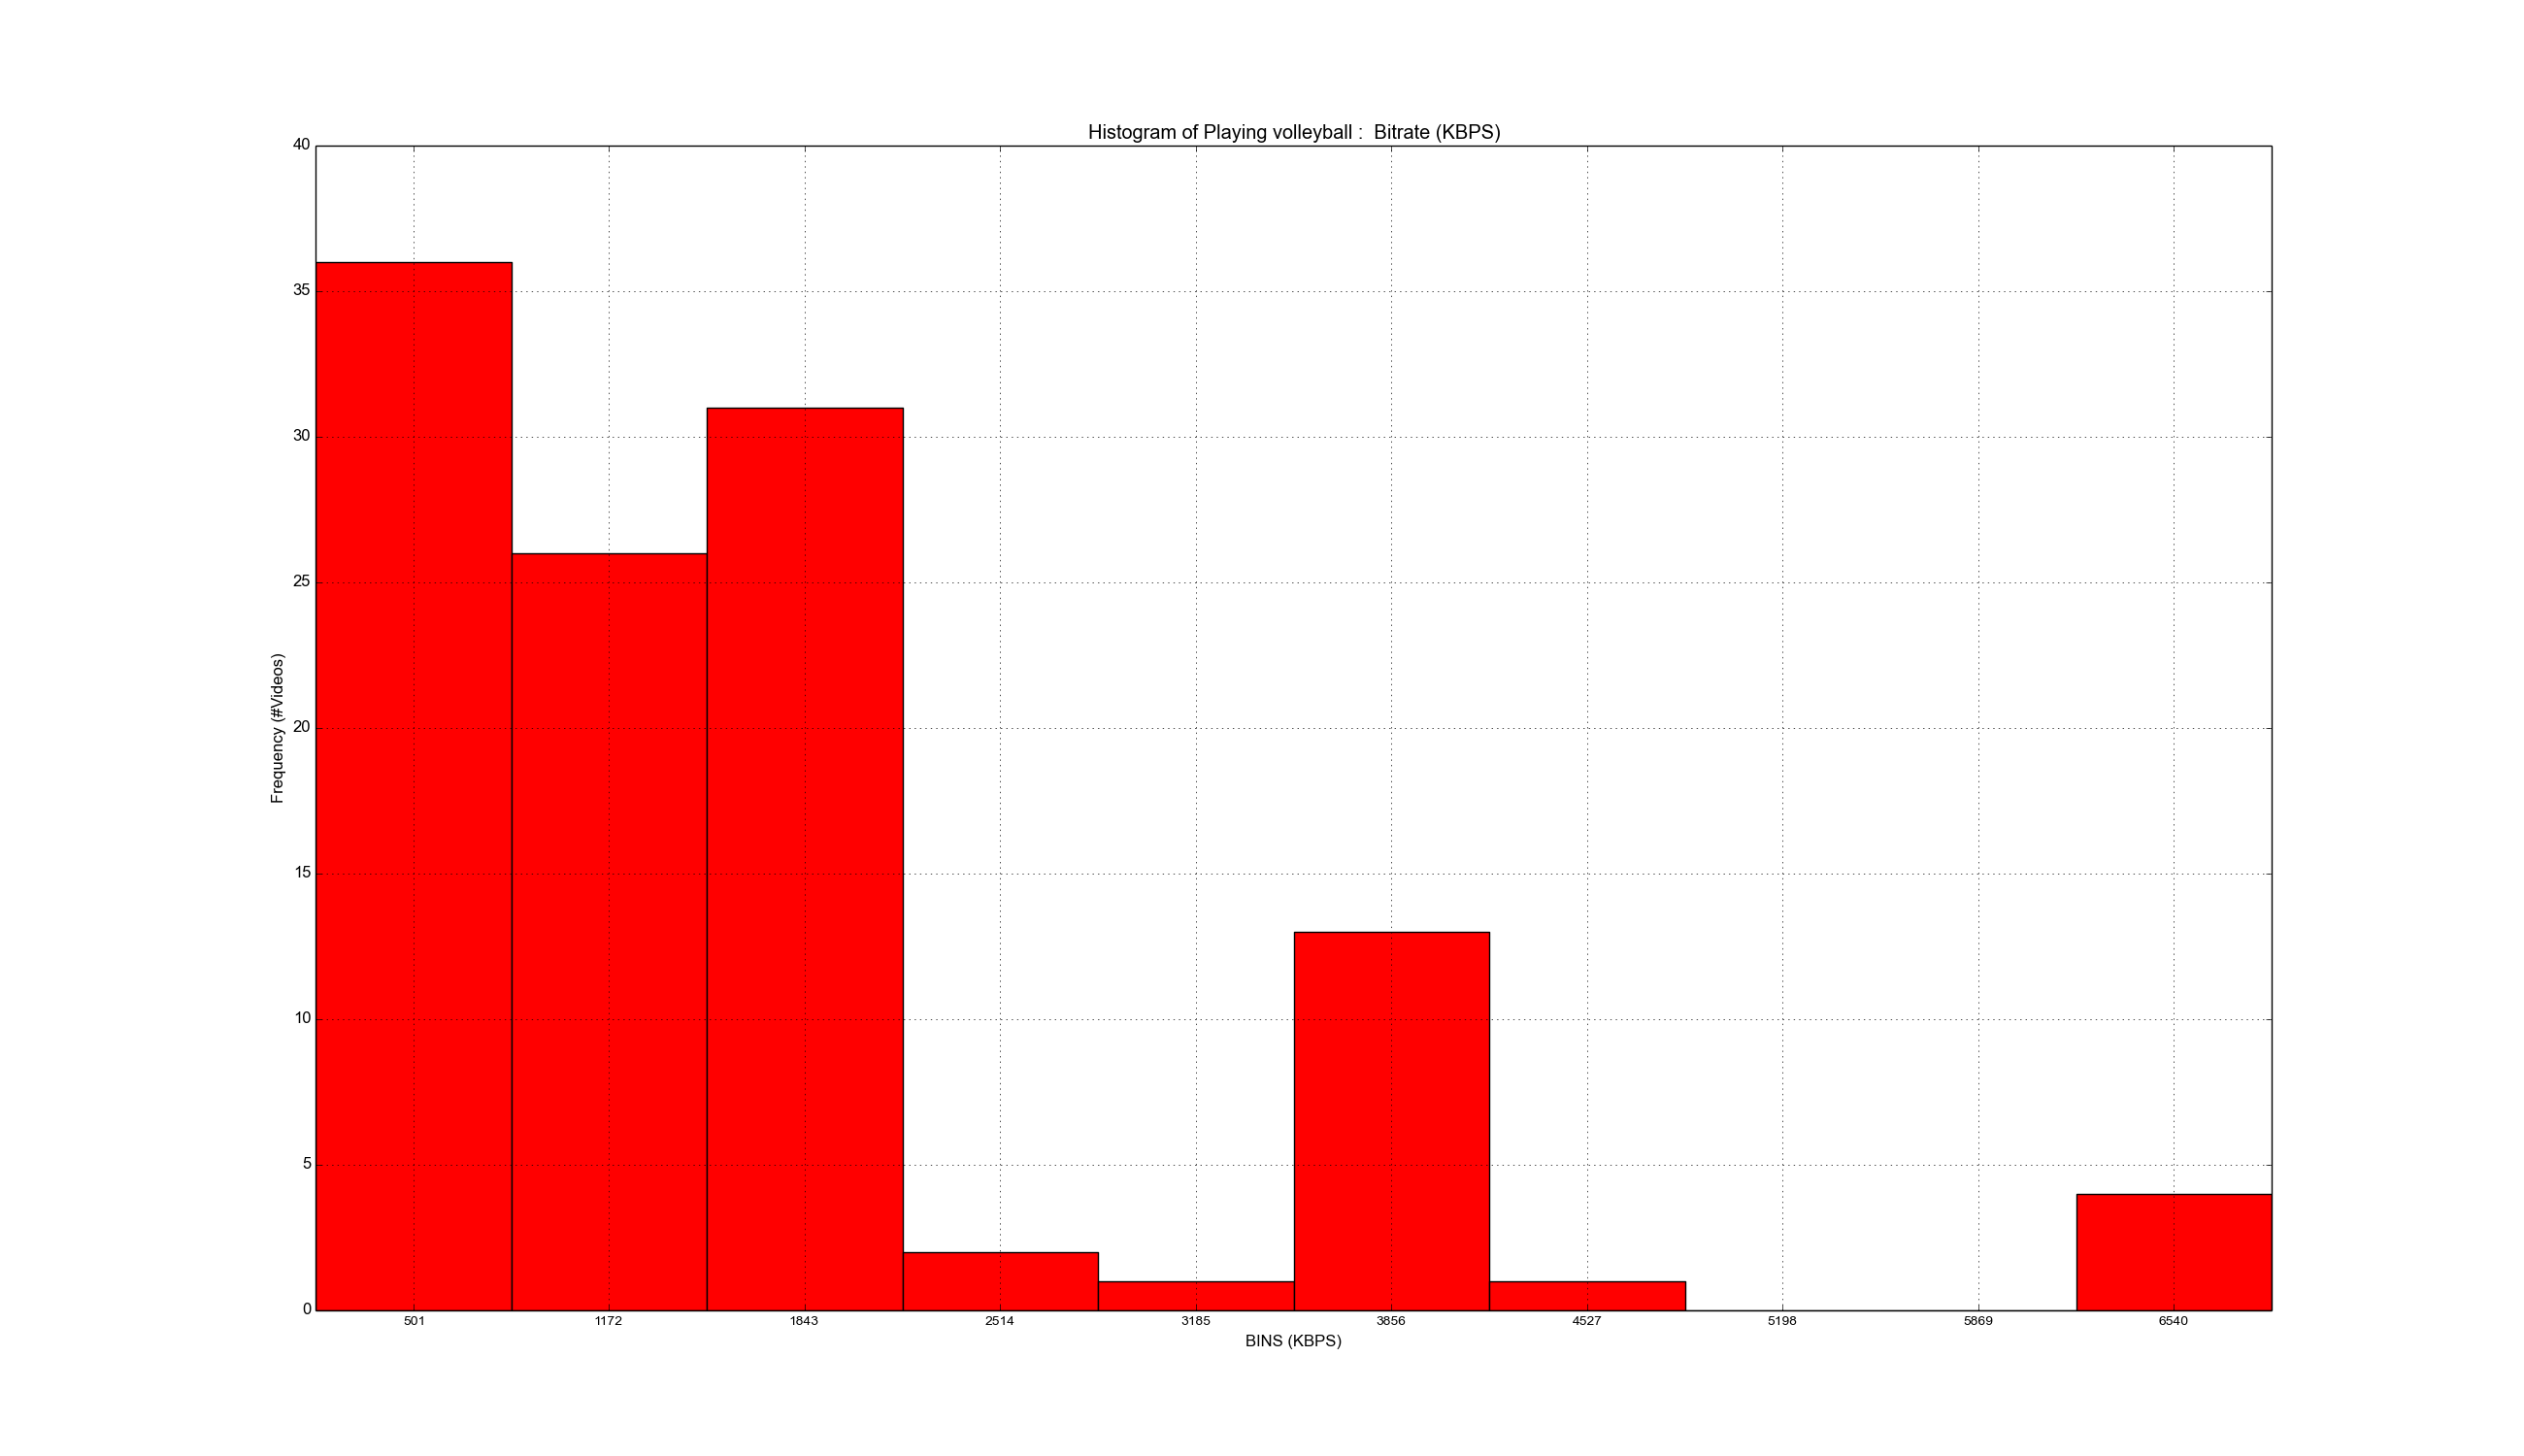 Histogram of Playing volleyball :  Bitrate (KBPS)
40
35
30
25
20
15
10
5
0
Frequency (#Videos)
501 1172 1843 2514 3185 3856 4527 5198 5869 6540
BINS (KBPS)